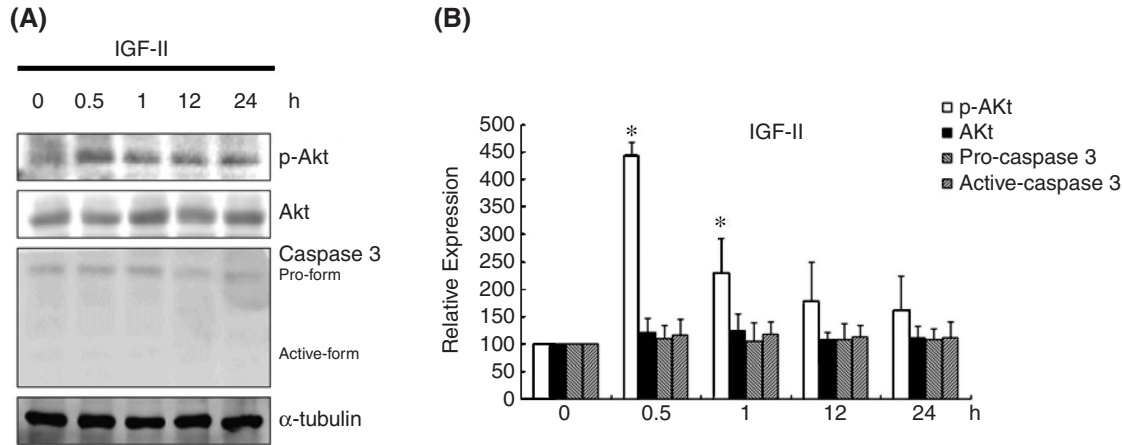 (A)
IGF-II
0 0.5 1 12 24 h
p-Akt
Akt
Caspase 3
Pro-form
Active-form
α-tubulin
(B)
IGF-II
p-AKt
AKt
Pro-caspase 3
Active-caspase 3
Relative Expression
500
450
400
350
300
250
200
150
100
50
0
*
*
0 0.5 1 12 24 h